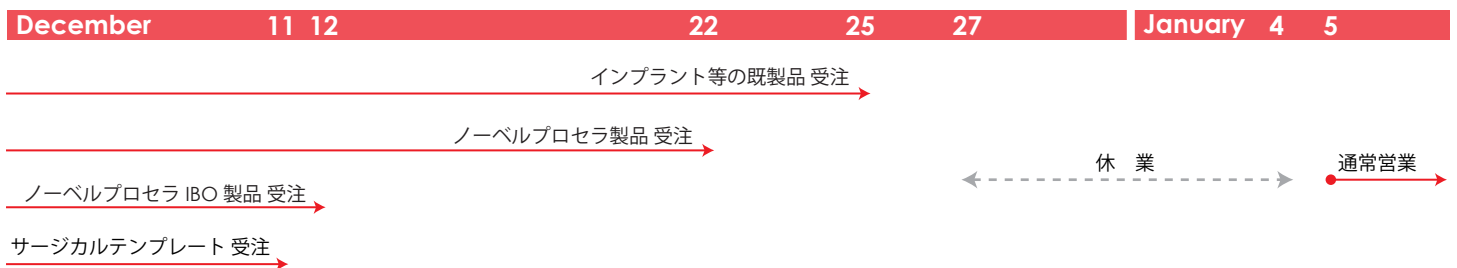 December 11 12 22 25 27 January 4 5
インプラント等の既製品 受注
ノーベルプロセラ製品 受注
休 業 通常営業
ノーベルプロセラ IBO 製品 受注
サージカルテンプレート 受注